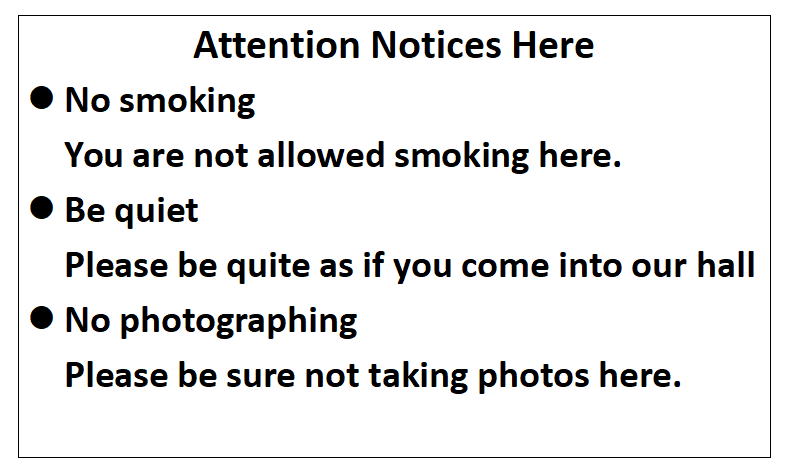 Attention Notices Here
● No smoking
You are not allowed smoking here.
● Be quiet
Please be quite as if you come into our hall
● No photographing
Please be sure not taking photos here.